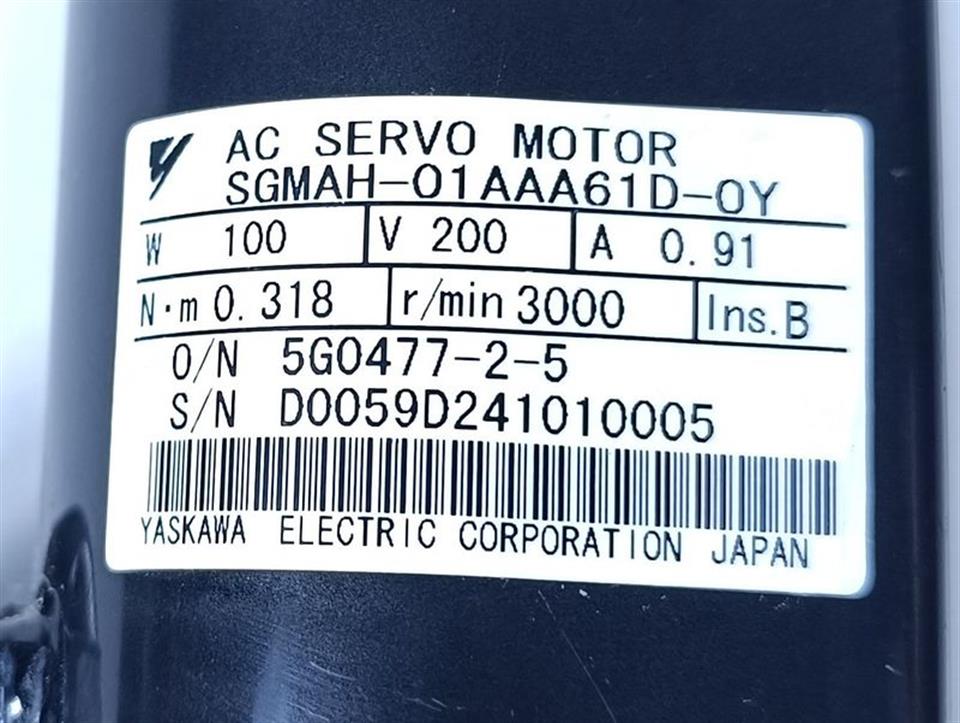 AC SERVO MOTOR
SGMAH-01AAA61D-0Y
W 100 V 200 A 0.91
N·m 0.318 r/min 3000 Ins.B
O/N 5G0477-2-5
S/N D0059D241010005
YASKAWA ELECTRIC CORPORATION JAPAN